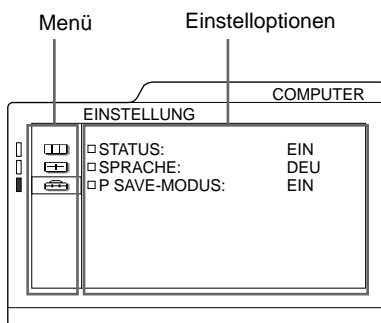 Menü Einstelloptionen
COMPUTER
EINSTELLUNG
STATUS: EIN
SPRACHE: DEU
P SAVE-MODUS: EIN